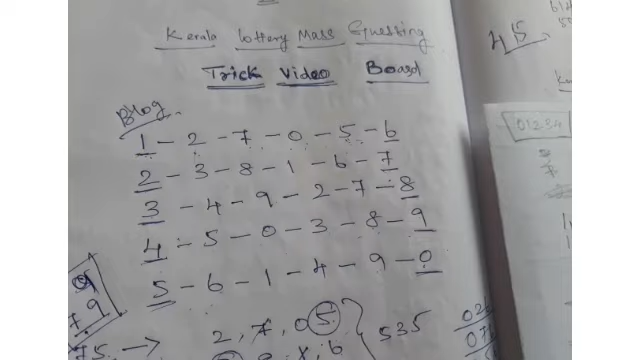 Kerala Lottery Mass Guessing
Trick Video Board
Blog
1 - 2 - 7 - 0 - 5 - 6
2 - 3 - 8 - 1 - 6 - 7
3 - 4 - 9 - 2 - 7 - 8
4 - 5 - 0 - 3 - 8 - 9
5 - 6 - 1 - 4 - 9 - 0
2, 7, 0 5 } 535
45
01234